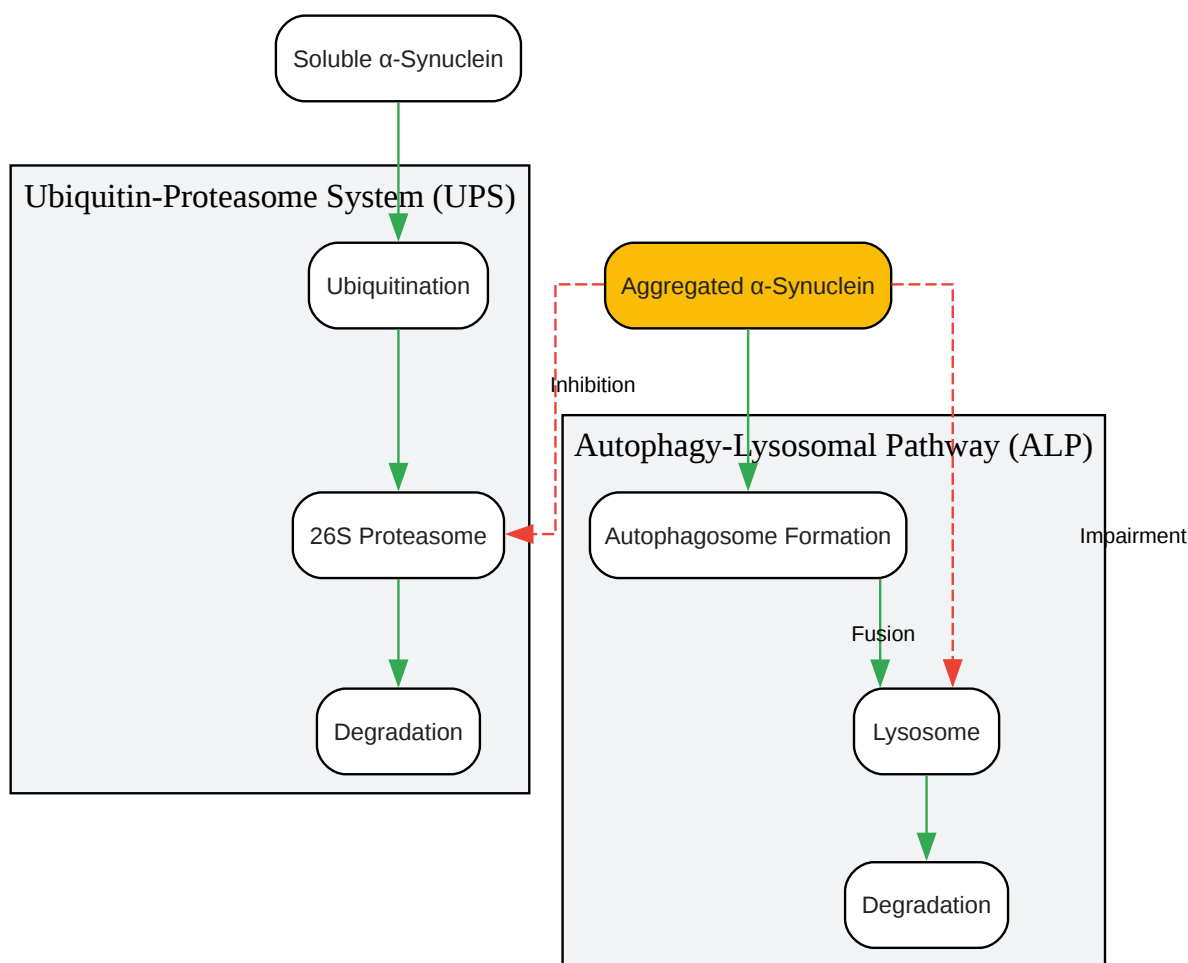 Soluble α-Synuclein
Ubiquitin-Proteasome System (UPS)
Ubiquitination
Aggregated α-Synuclein
Inhibition
Autophagy-Lysosomal Pathway (ALP)
26S Proteasome
Autophagosome Formation
Impairment
Fusion
Degradation
Lysosome
Degradation